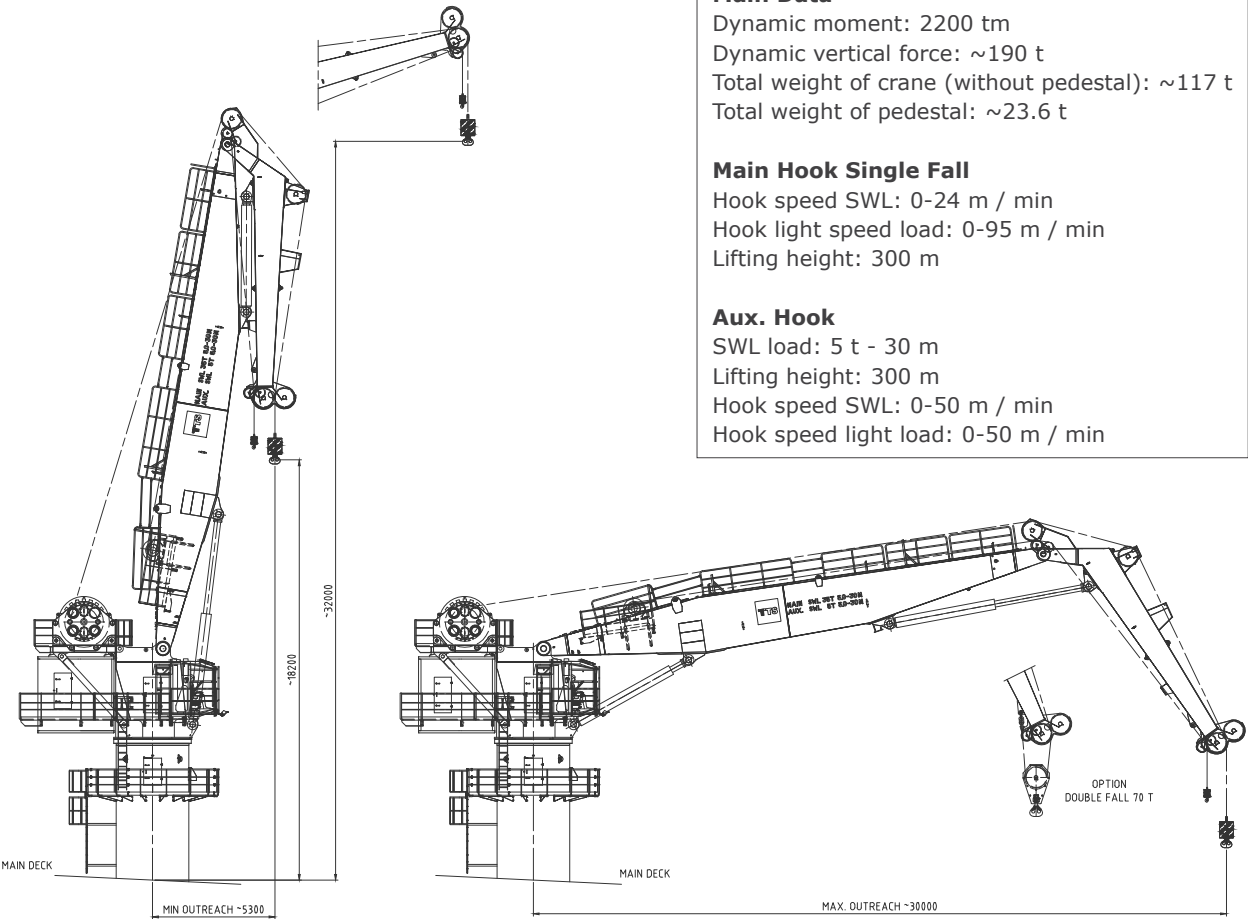 Main Data
Dynamic moment: 2200 tm
Dynamic vertical force: ~190 t
Total weight of crane (without pedestal): ~117 t
Total weight of pedestal: ~23.6 t
Main Hook Single Fall
Hook speed SWL: 0-24 m / min
Hook light speed load: 0-95 m / min
Lifting height: 300 m
Aux. Hook
SWL load: 5 t - 30 m
Lifting height: 300 m
Hook speed SWL: 0-50 m / min
Hook speed light load: 0-50 m / min
TTS
~32000
~18200
MAIN DECK
MIN OUTREACH ~5300
TTS
OPTION
DOUBLE FALL 70 T
MAIN DECK
MAX. OUTREACH ~30000